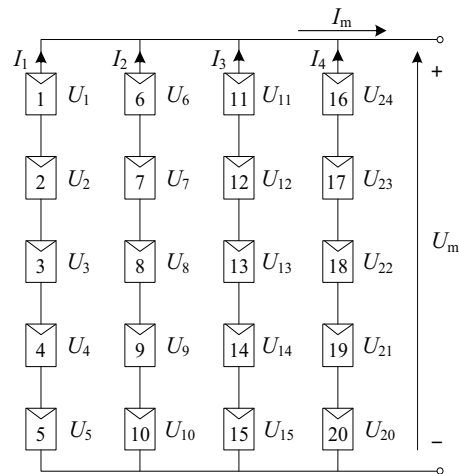 I_m
I_1 I_2 I_3 I_4
1 U_1 6 U_6 11 U_11 16 U_24 +
2 U_2 7 U_7 12 U_12 17 U_23
3 U_3 8 U_8 13 U_13 18 U_22 U_m
4 U_4 9 U_9 14 U_14 19 U_21
5 U_5 10 U_10 15 U_15 20 U_20 −